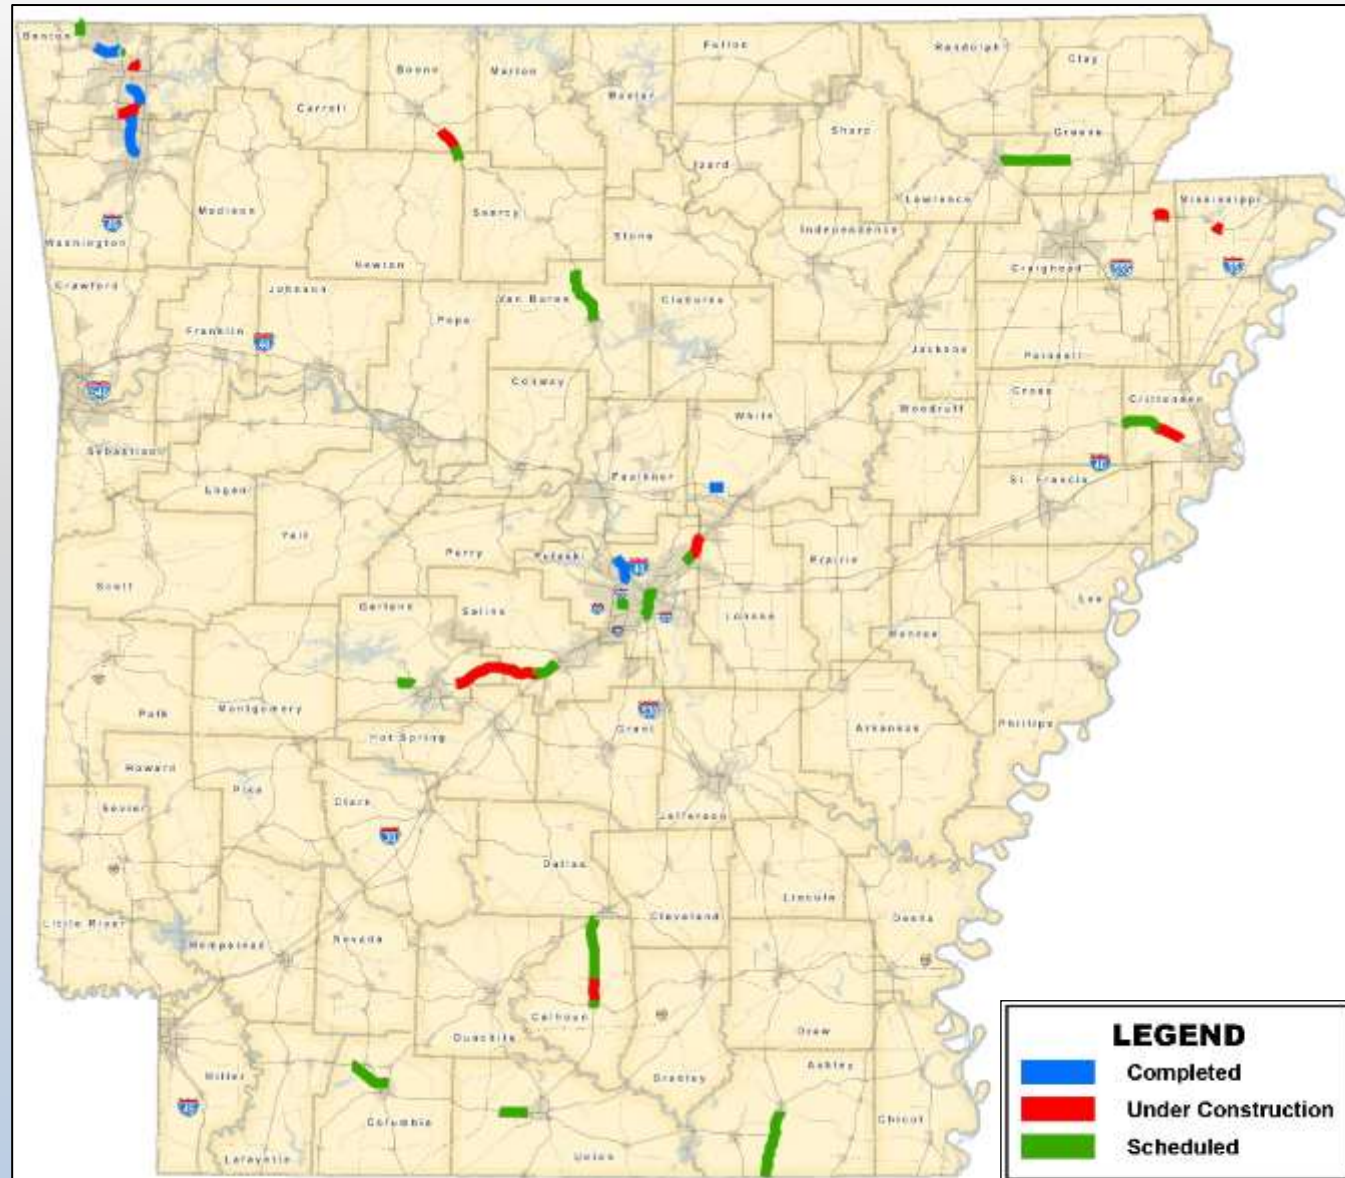 Benton
Boone
Marion
Baxter
Fulton
Randolph
Clay
Carroll
Sharp
Greene
Izard
Lawrence
Madison
Searcy
Stone
Independence
Mississippi
Washington
Newton
Craighead
Crawford
Johnson
Van Buren
Cleburne
Franklin
Pope
Jackson
Poinsett
Conway
White
Woodruff
Cross
Crittenden
Sebastian
Logan
Faulkner
St. Francis
Yell
Perry
Pulaski
Prairie
Scott
Garland
Saline
Lonoke
Lee
Monroe
Polk
Montgomery
Hot Spring
Grant
Arkansas
Phillips
Howard
Pike
Sevier
Clark
Jefferson
Dallas
Lincoln
Little River
Hempstead
Nevada
Cleveland
Desha
Calhoun
Ouachita
Drew
Miller
Bradley
Ashley
Columbia
Chicot
Lafayette
Union
LEGEND
Completed
Under Construction
Scheduled